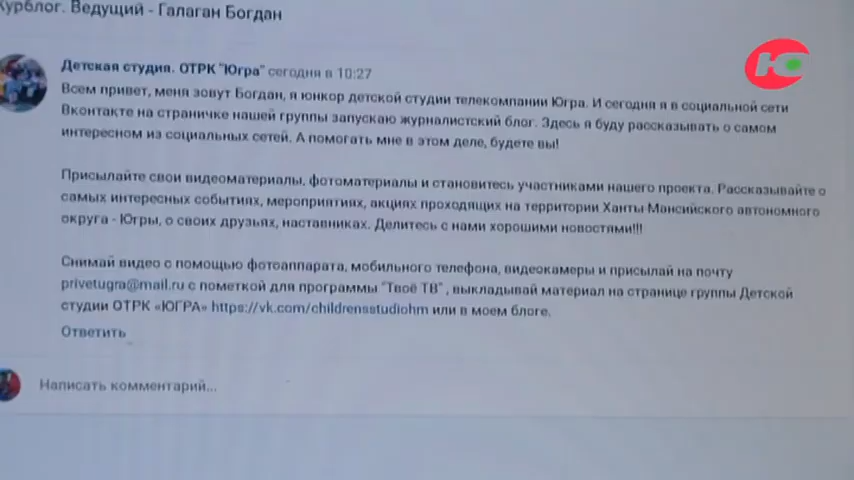 Курблог. Ведущий - Галаган Богдан
Ю
Детская студия. ОТРК "Югра" сегодня в 10:27
Всем привет, меня зовут Богдан, я юнкор детской студии телекомпании Югра. И сегодня я в социальной сети
Вконтакте на страничке нашей группы запускаю журналистский блог. Здесь я буду рассказывать о самом
интересном из социальных сетей. А помогать мне в этом деле, будете вы!
Присылайте свои видеоматериалы, фотоматериалы и становитесь участниками нашего проекта. Рассказывайте о
самых интересных событиях, мероприятиях, акциях проходящих на территории Ханты Мансийского автономного
округа - Югры, о своих друзьях, наставниках. Делитесь с нами хорошими новостями!!!
Снимай видео с помощью фотоаппарата, мобильного телефона, видеокамеры и присылай на почту
privetugra@mail.ru с пометкой для программы "Твоё ТВ" , выкладывай материал на странице группы Детской
студии ОТРК «ЮГРА» https://vk.com/childrensstudiohm или в моем блоге.
Ответить
Написать комментарий...